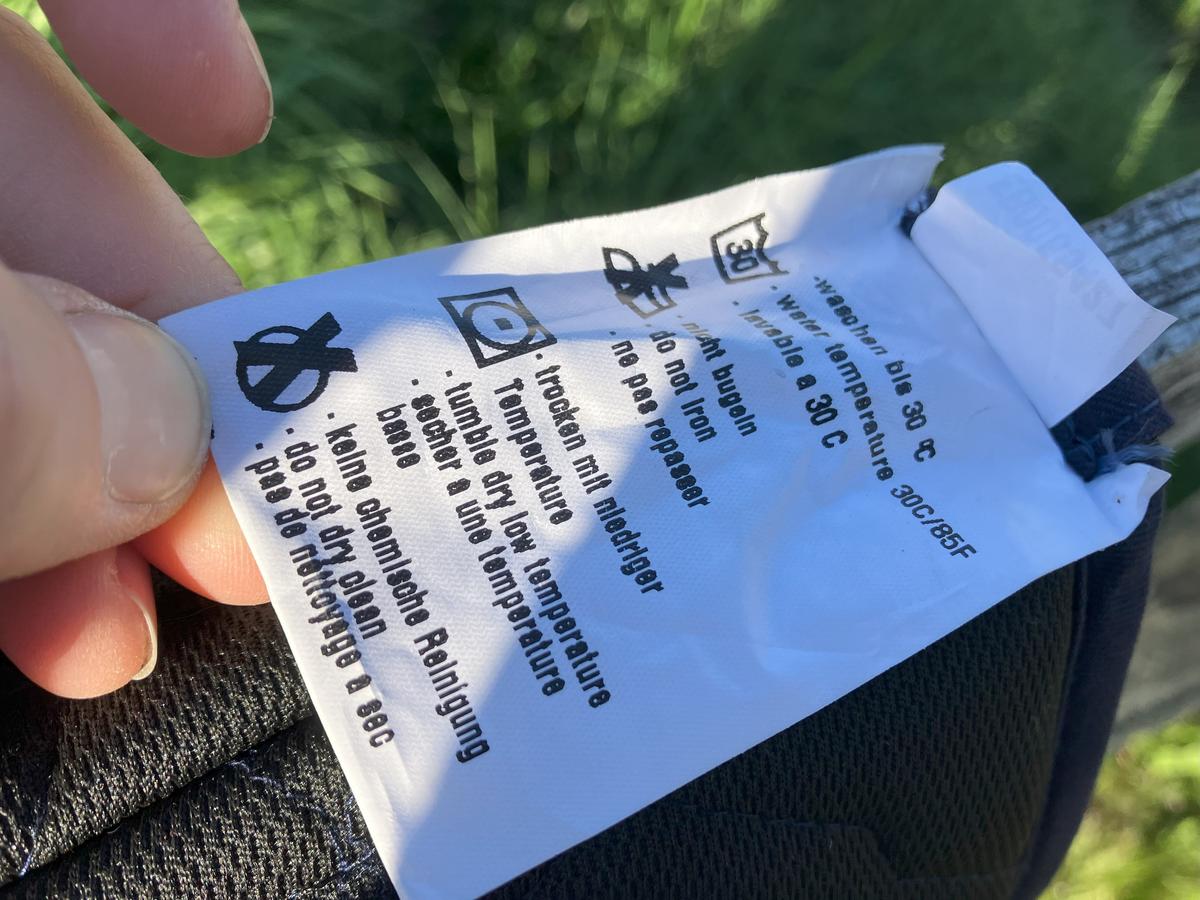 30
-waschen bis 30 °C
- water temperature 30C/85F
- lavable a 30 C
- nicht bugeln
- do not iron
- ne pas repasser
- trocken mit niedriger
Temperature
- tumble dry low temperature
- secher a une temperature
base
- keine chemische Reinigung
- do not dry clean
- pas de nettoyage a sec